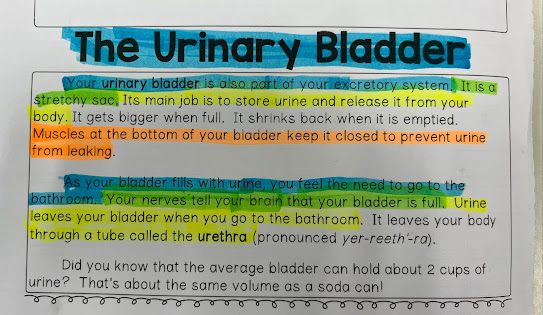 The Urinary Bladder
Your urinary bladder is also part of your excretory system. It is a
stretchy sac. Its main job is to store urine and release it from your
body. It gets bigger when full. It shrinks back when it is emptied.
Muscles at the bottom of your bladder keep it closed to prevent urine
from leaking.
As your bladder fills with urine, you feel the need to go to the
bathroom. Your nerves tell your brain that your bladder is full. Urine
leaves your bladder when you go to the bathroom. It leaves your body
through a tube called the urethra (pronounced yer-reeth'-ra).
Did you know that the average bladder can hold about 2 cups of
urine? That's about the same volume as a soda can!